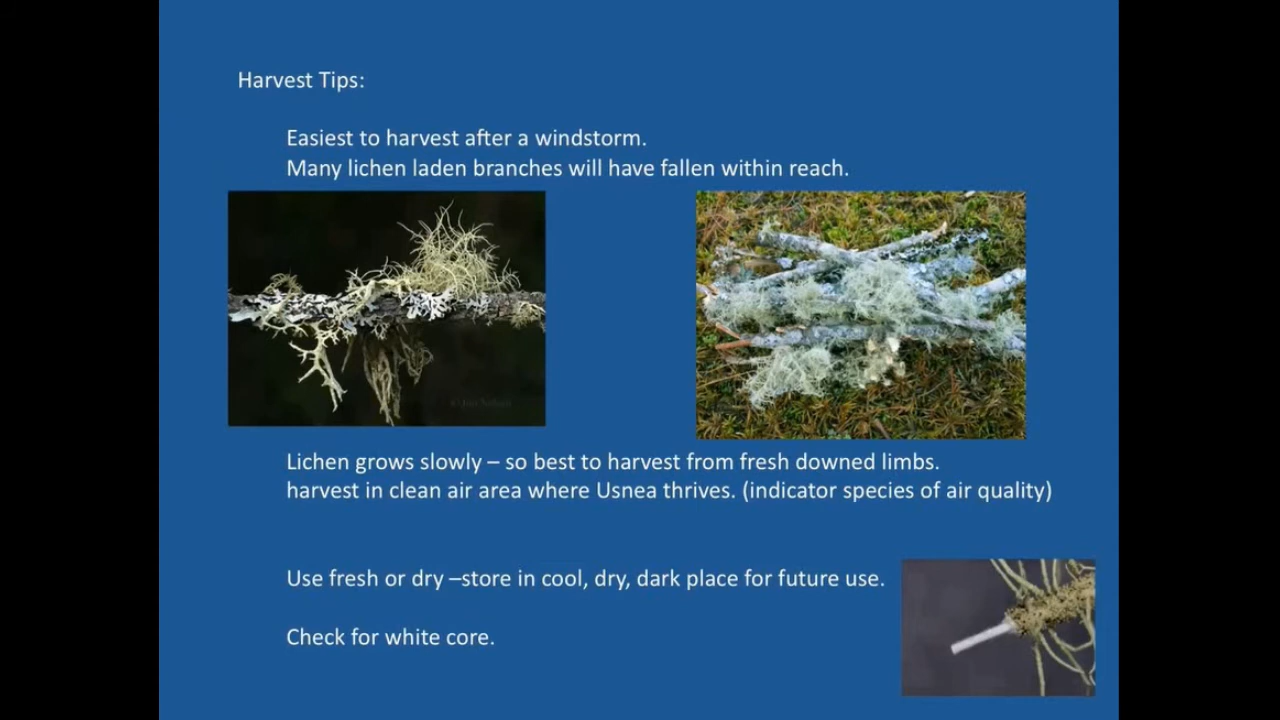 Harvest Tips:
Easiest to harvest after a windstorm.
Many lichen laden branches will have fallen within reach.
Lichen grows slowly – so best to harvest from fresh downed limbs.
harvest in clean air area where Usnea thrives. (indicator species of air quality)
Use fresh or dry –store in cool, dry, dark place for future use.
Check for white core.